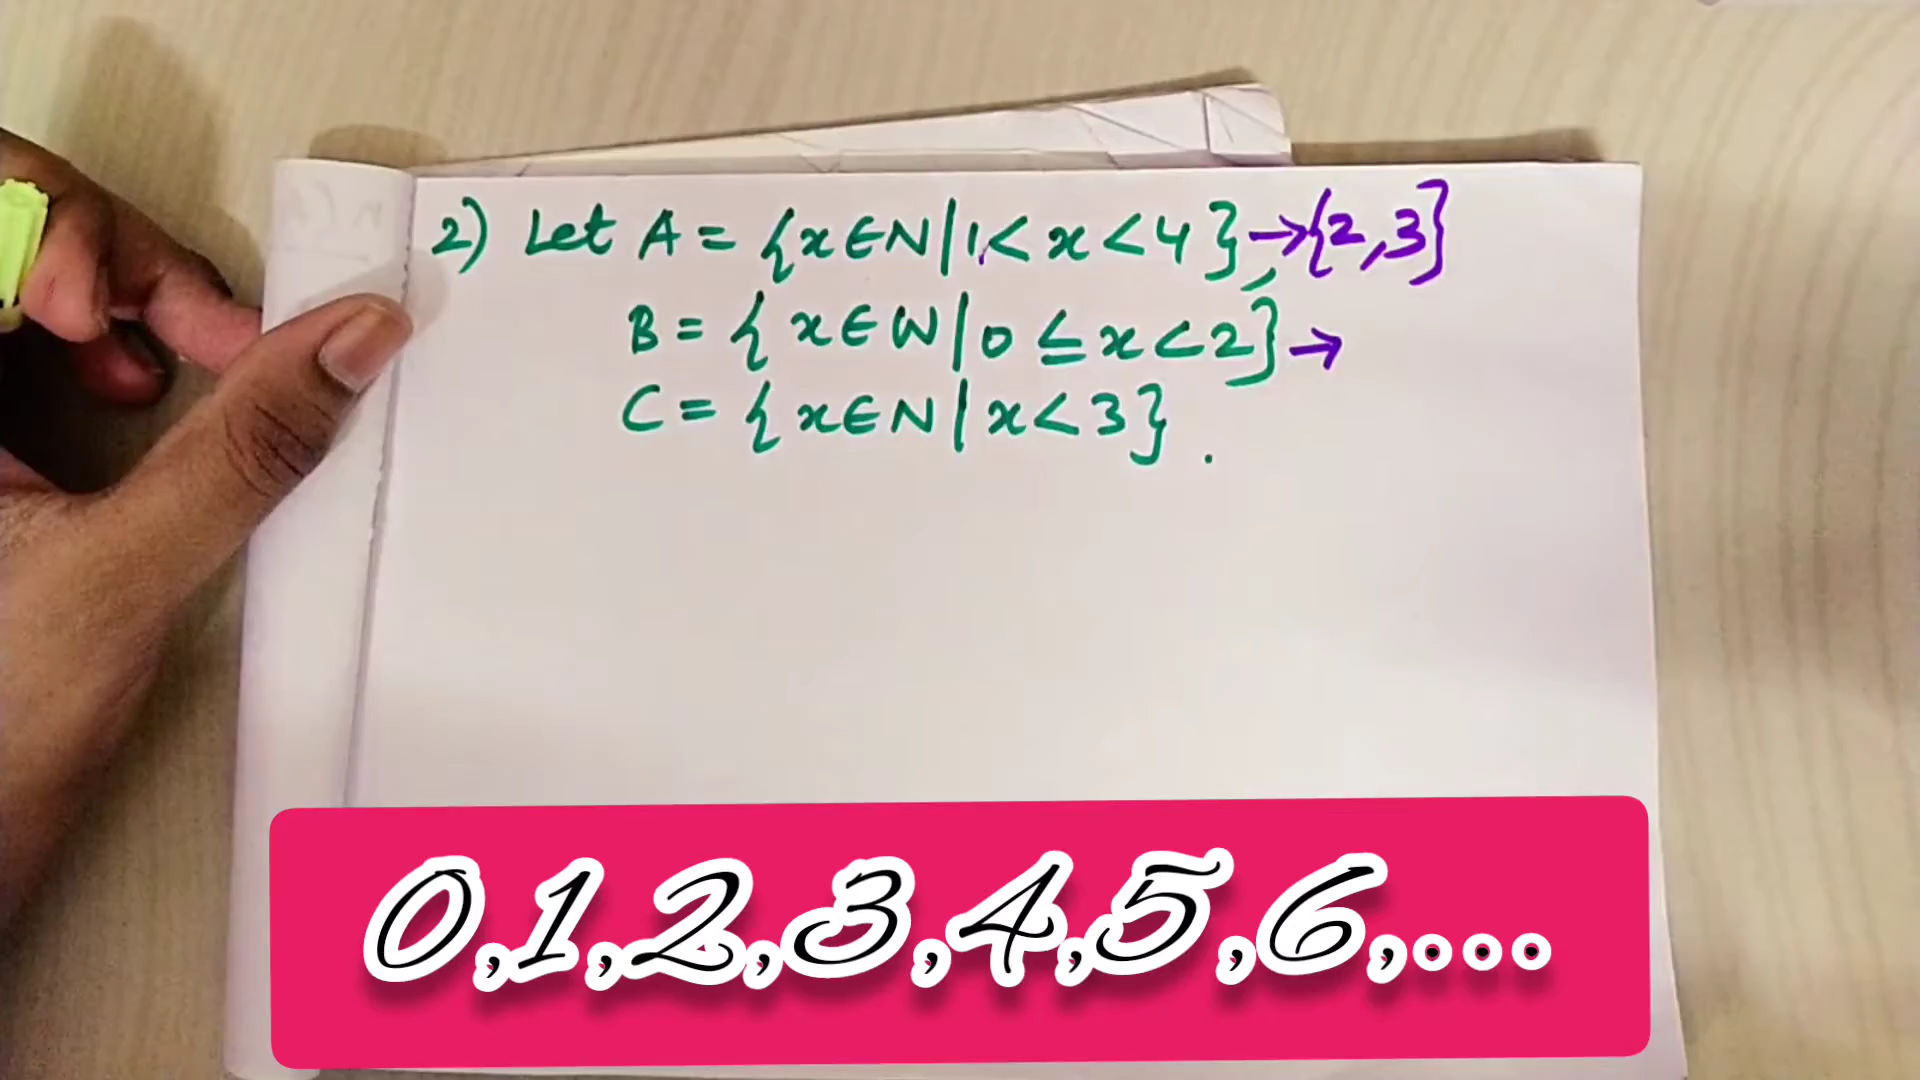 2) Let A = {x∈N|1<x<4}, →{2,3}
B = {x∈W|0≤x<2}→
C = {x∈N|x<3}.
0,1,2,3,4,5,6,...